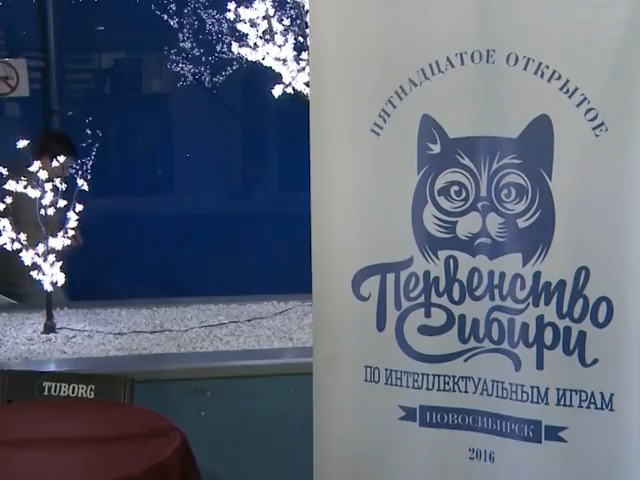 ПЯТНАДЦАТОЕ ОТКРЫТОЕ
Первенство
Сибири
ПО ИНТЕЛЛЕКТУАЛЬНЫМ ИГРАМ
НОВОСИБИРСК
2016
TUBORG